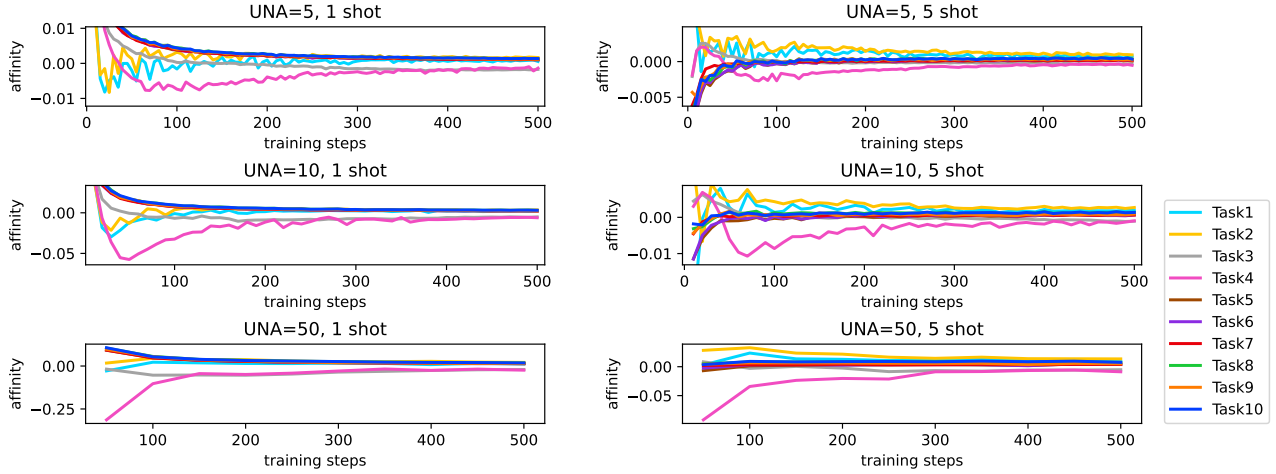 UNA=5, 1 shot
0.01
0.00
−0.01
affinity
0 100 200 300 400 500
training steps
UNA=5, 5 shot
0.000
−0.005
affinity
0 100 200 300 400 500
training steps
UNA=10, 1 shot
0.00
−0.05
affinity
0 100 200 300 400 500
training steps
UNA=10, 5 shot
0.00
−0.01
affinity
0 100 200 300 400 500
training steps
UNA=50, 1 shot
0.00
−0.25
affinity
100 200 300 400 500
training steps
UNA=50, 5 shot
0.00
−0.05
affinity
100 200 300 400 500
training steps
Task1
Task2
Task3
Task4
Task5
Task6
Task7
Task8
Task9
Task10